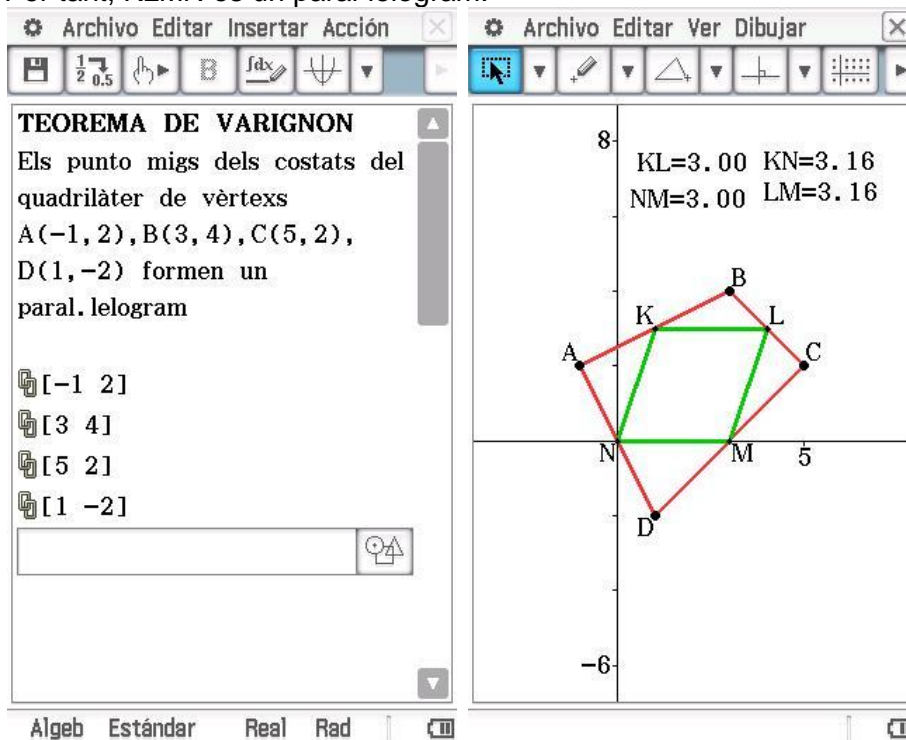 Archivo Editar Insertar Acción
TEOREMA DE VARIGNON
Els punto migs dels costats del
quadrilàter de vèrtexs
A(-1,2),B(3,4),C(5,2),
D(1,-2) formen un
paral.lelogram
[-1 2]
[3 4]
[5 2]
[1 -2]
Algeb Estándar Real Rad
Archivo Editar Ver Dibujar
8
KL=3.00 KN=3.16
NM=3.00 LM=3.16
B
K L
A C
N M 5
D
-6